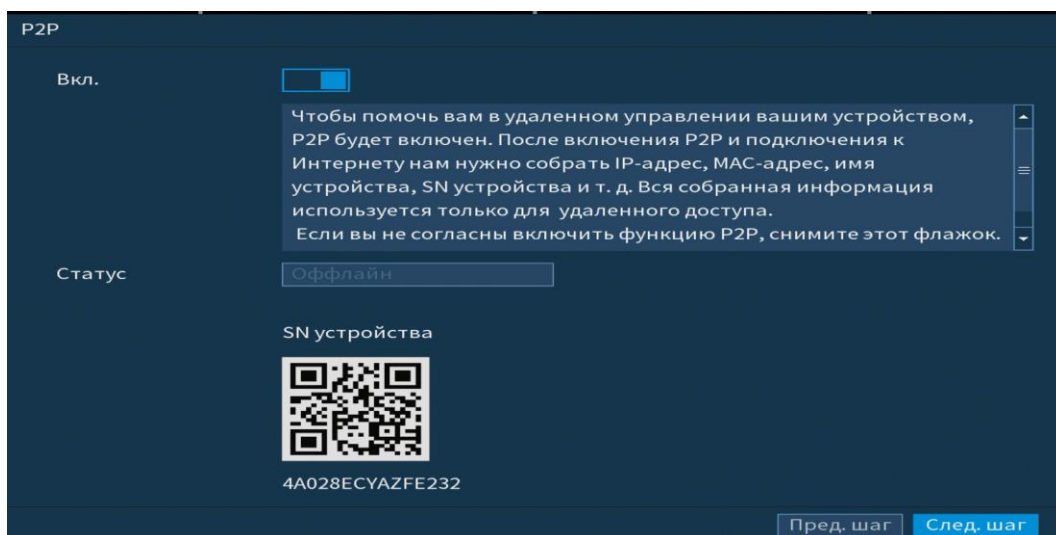 P2P
Вкл.
Чтобы помочь вам в удаленном управлении вашим устройством,
P2P будет включен. После включения P2P и подключения к
Интернету нам нужно собрать IP-адрес, MAC-адрес, имя
устройства, SN устройства и т. д. Вся собранная информация
используется только для удаленного доступа.
Если вы не согласны включить функцию P2P, снимите этот флажок.
Статус
Оффлайн
SN устройства
4A028ECYAZFE232
Пред. шаг
След. шаг